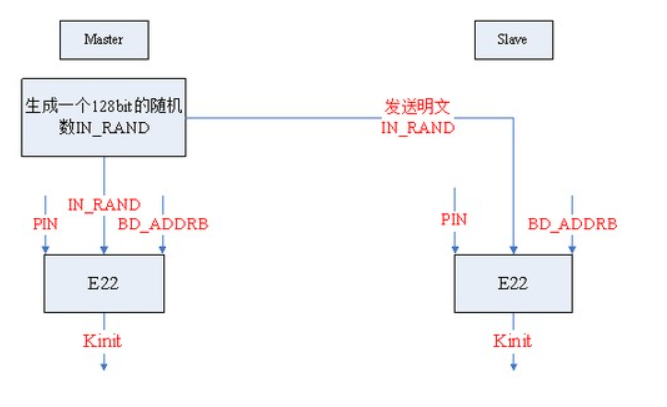 Master
Slave
生成一个128bit的随机
数IN_RAND
发送明文
IN_RAND
IN_RAND
PIN
BD_ADDRB
PIN
BD_ADDRB
E22
E22
Kinit
Kinit